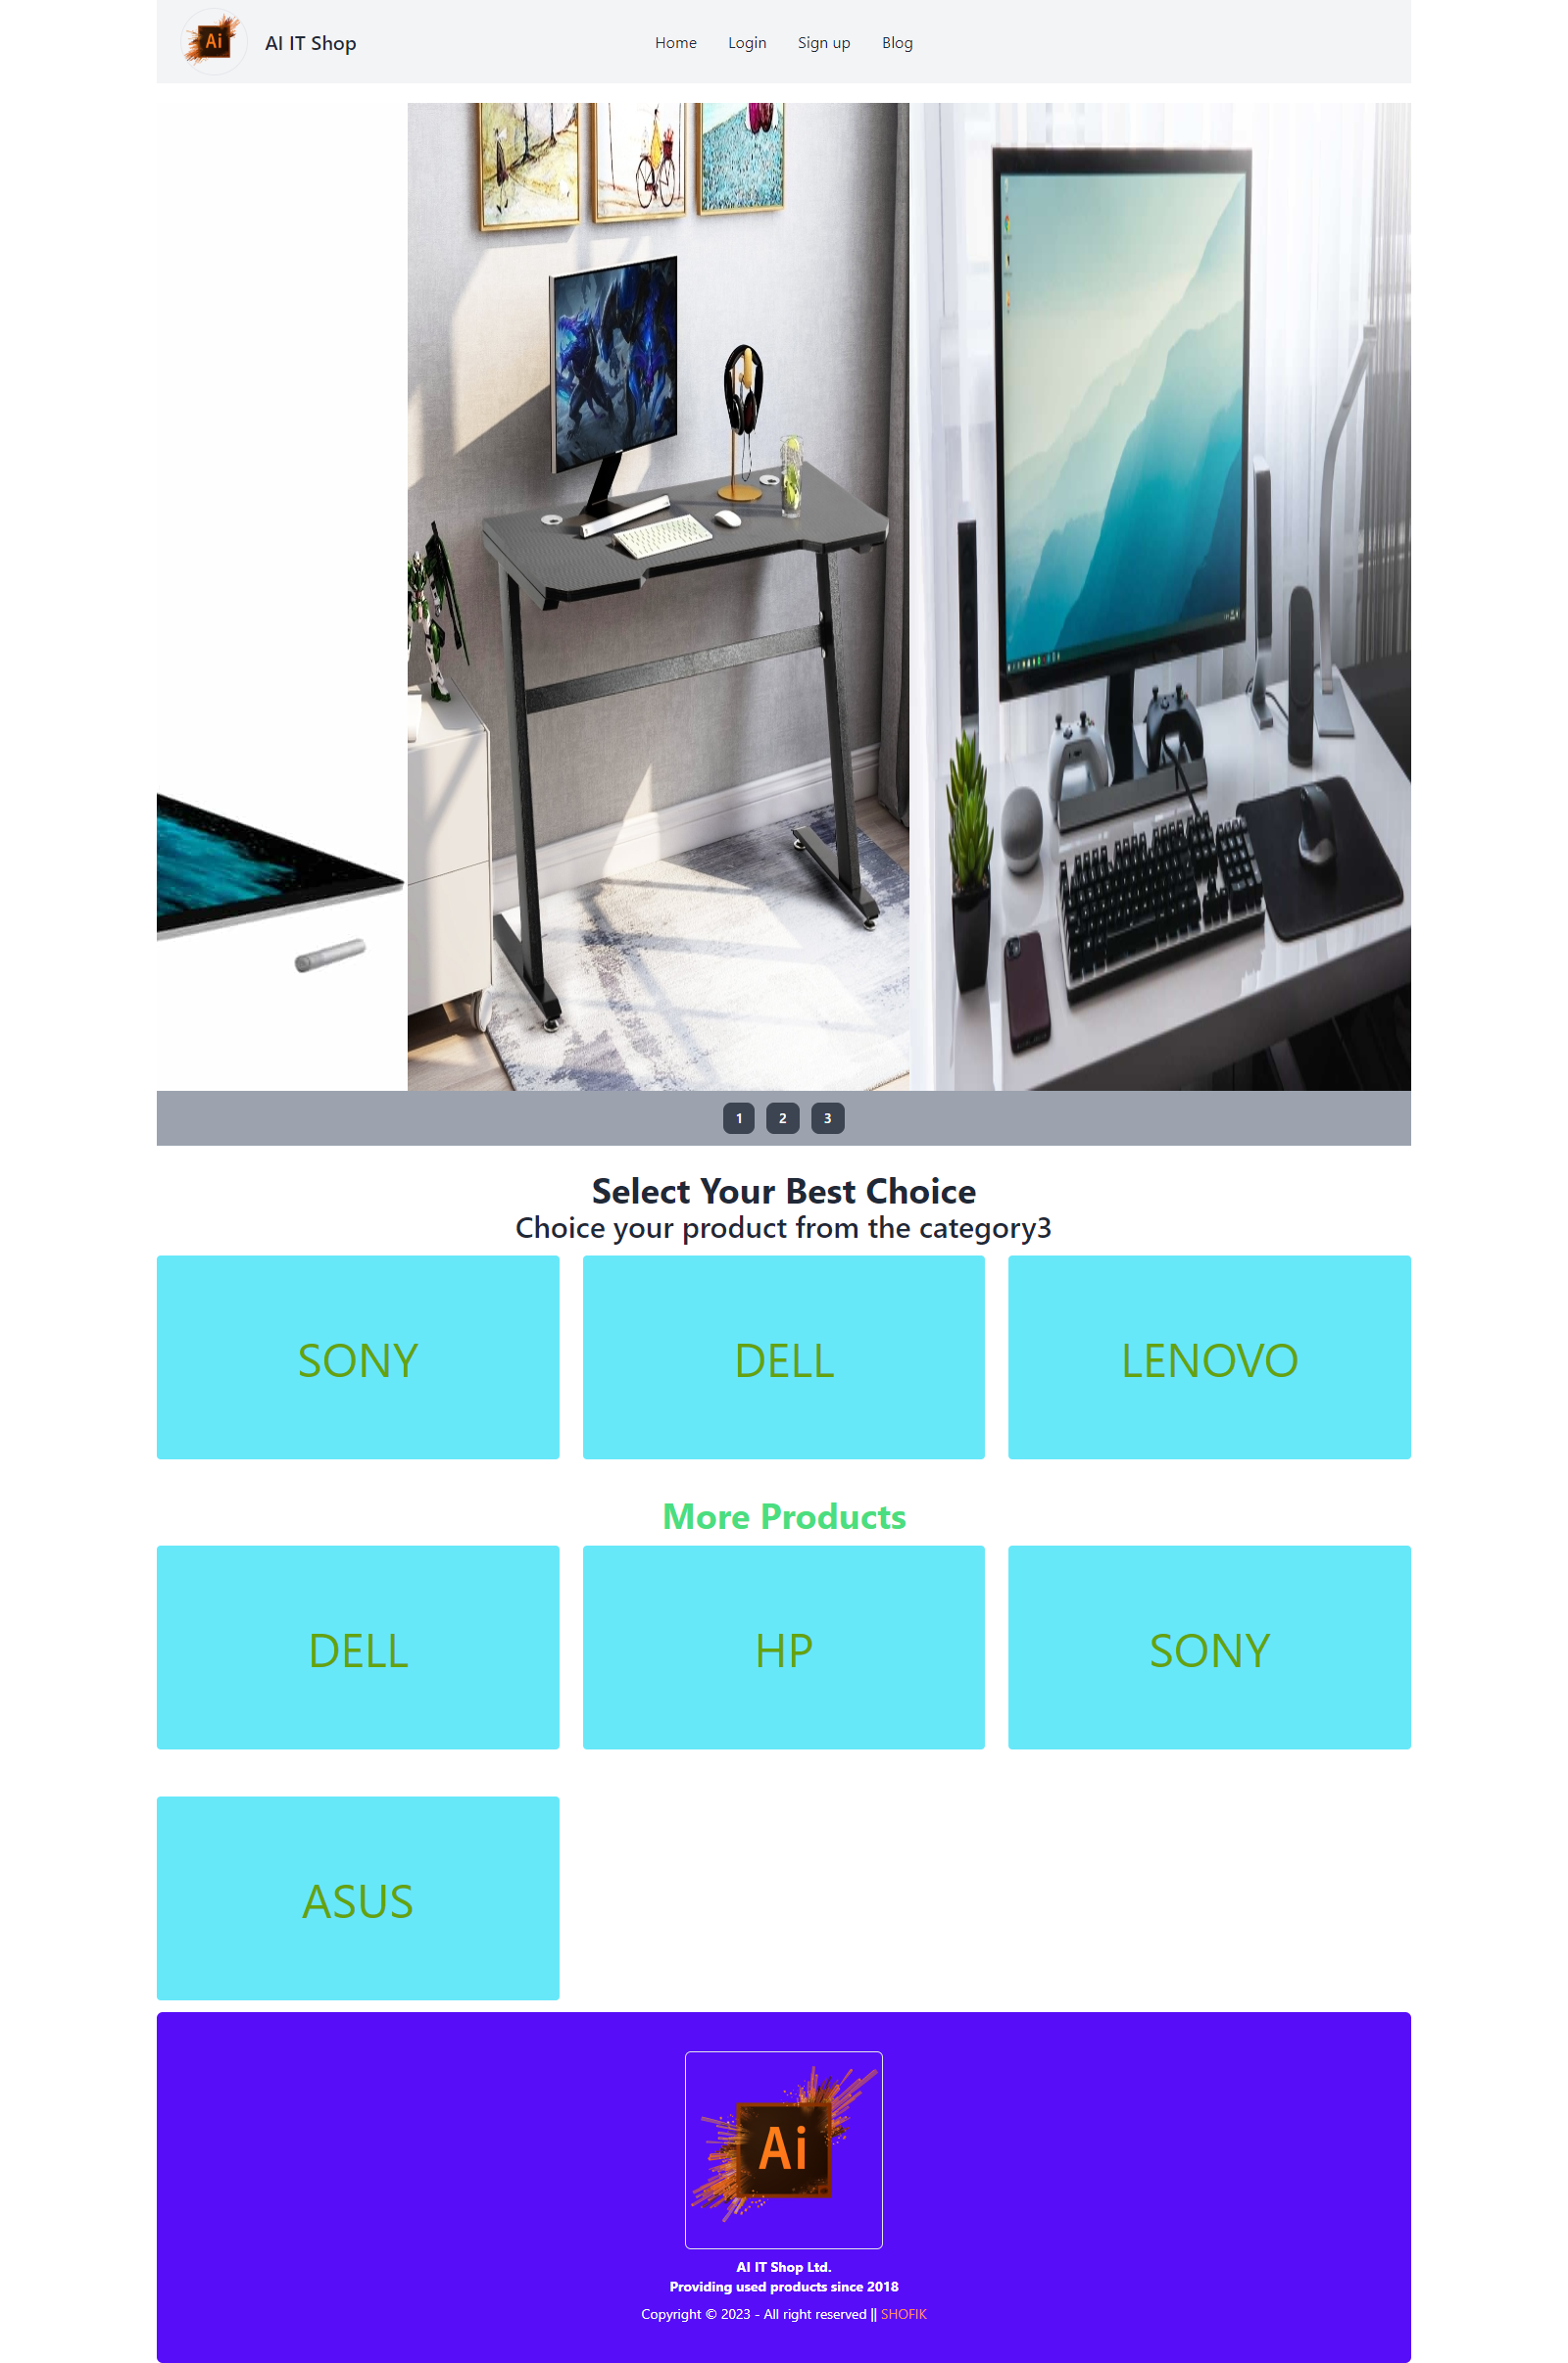 Ai
AI IT Shop
Home
Login
Sign up
Blog
1
2
3
Select Your Best Choice
Choice your product from the category3
SONY
DELL
LENOVO
More Products
DELL
HP
SONY
ASUS
Ai
AI IT Shop Ltd.
Providing used products since 2018
Copyright © 2023 - All right reserved || SHOFIK